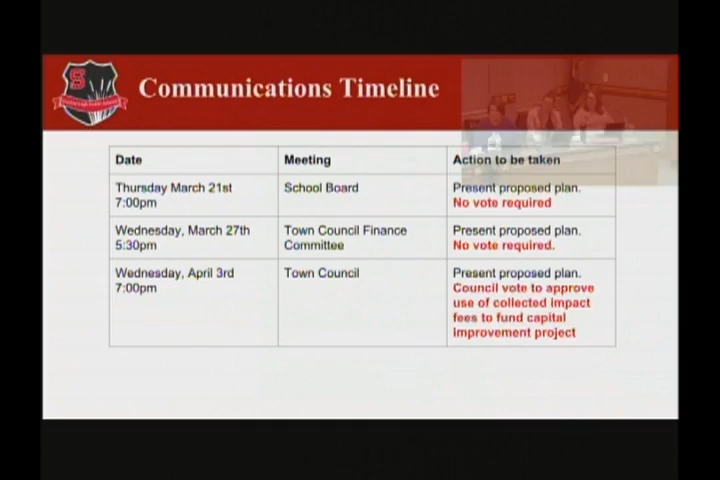 S
Communications Timeline
Date Meeting Action to be taken
Thursday March 21st School Board Present proposed plan.
7:00pm No vote required
Wednesday, March 27th Town Council Finance Present proposed plan.
5:30pm Committee No vote required.
Wednesday, April 3rd Town Council Present proposed plan.
7:00pm Council vote to approve
use of collected impact
fees to fund capital
improvement project